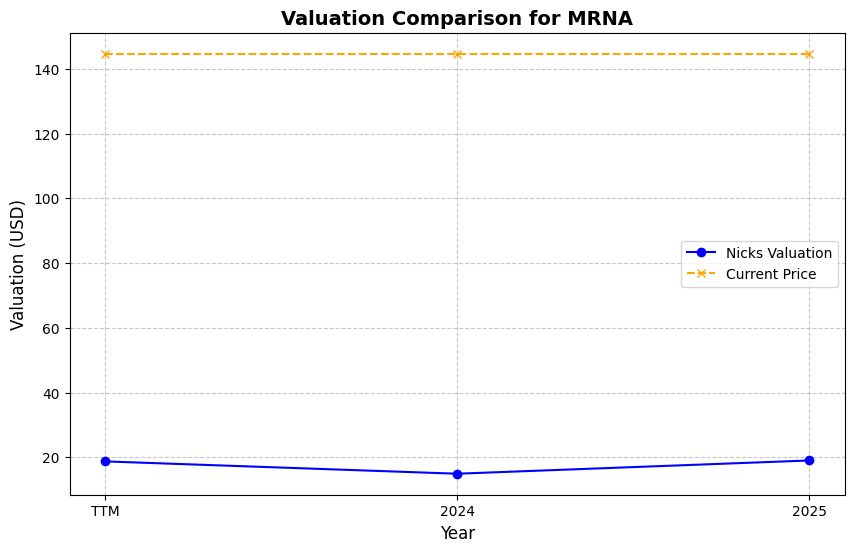 Valuation Comparison for MRNA
Valuation (USD)
140
120
100
80
60
40
20
Nicks Valuation
Current Price
TTM 2024 2025
Year